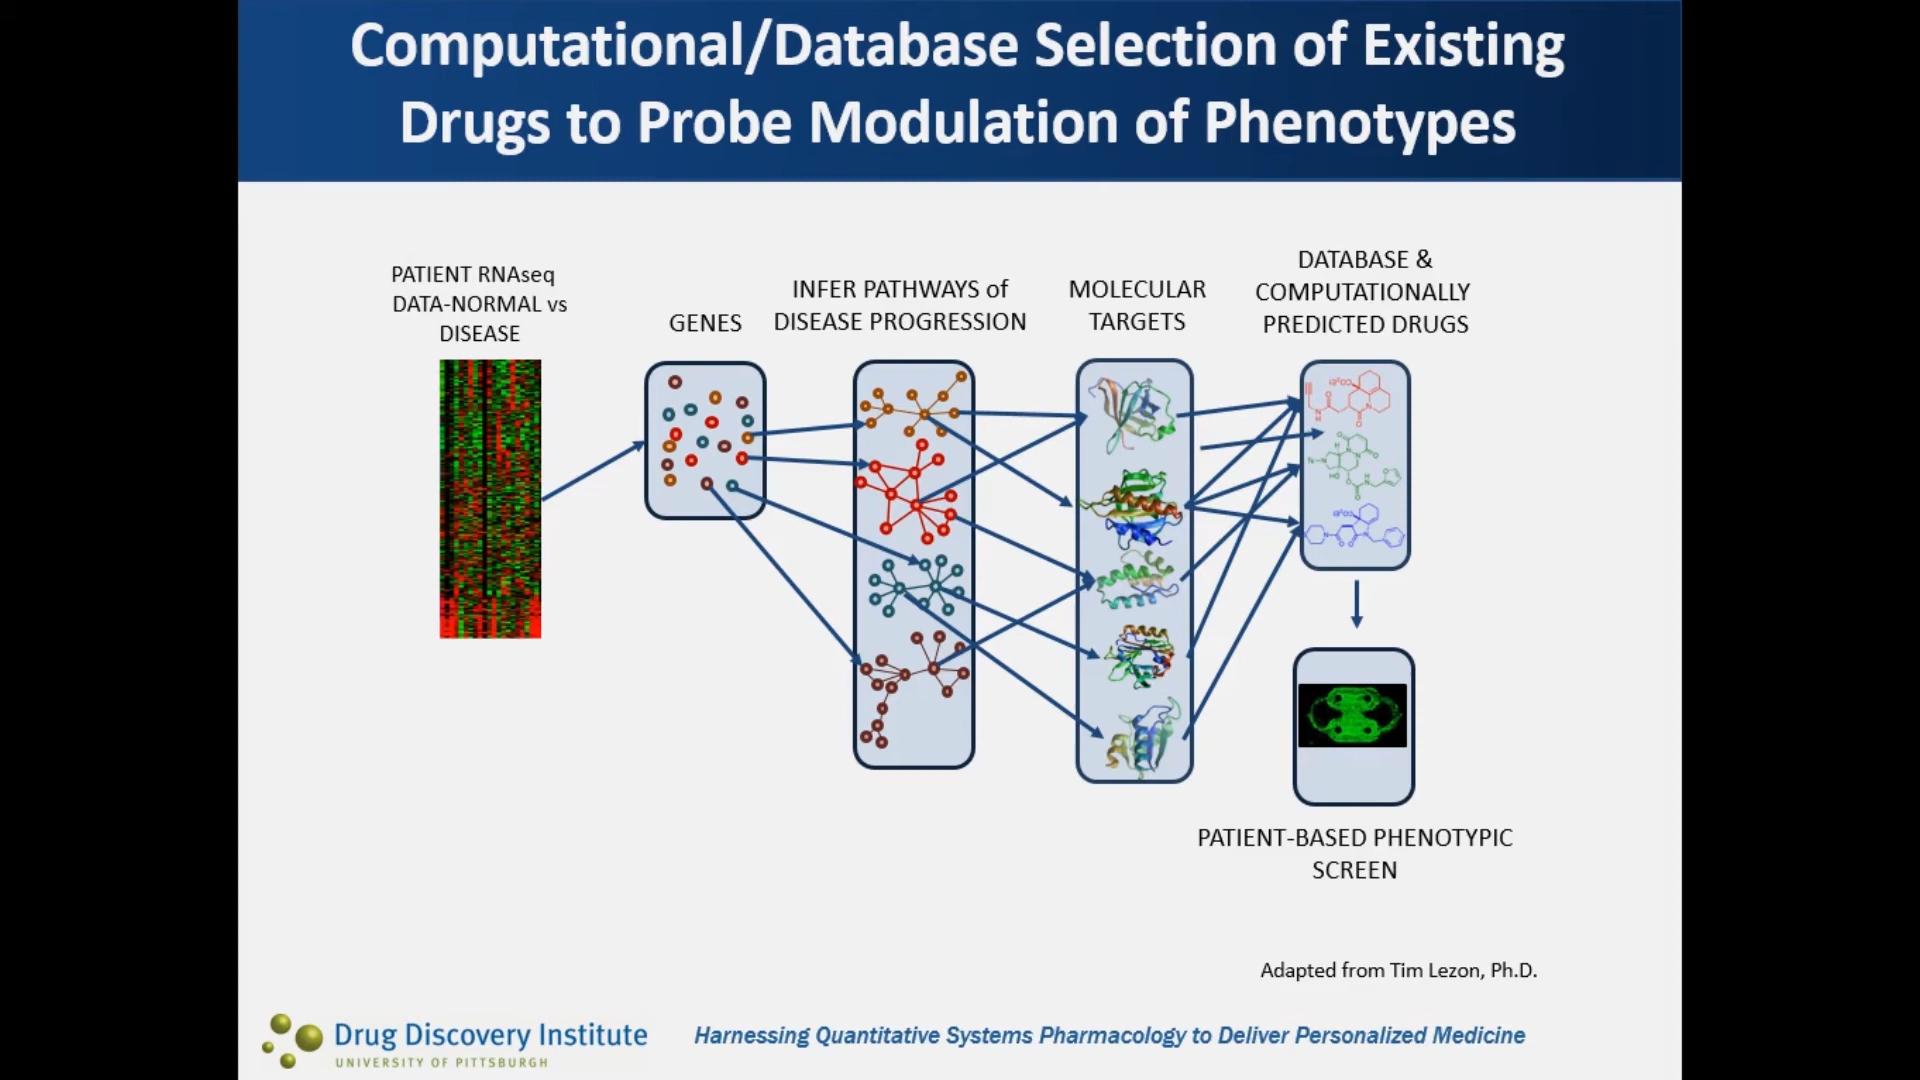 Computational/Database Selection of Existing
Drugs to Probe Modulation of Phenotypes
PATIENT RNAseq
DATA-NORMAL vs
DISEASE
GENES
INFER PATHWAYS of
DISEASE PROGRESSION
MOLECULAR
TARGETS
DATABASE &
COMPUTATIONALLY
PREDICTED DRUGS
PATIENT-BASED PHENOTYPIC
SCREEN
Adapted from Tim Lezon, Ph.D.
Drug Discovery Institute
UNIVERSITY OF PITTSBURGH
Harnessing Quantitative Systems Pharmacology to Deliver Personalized Medicine